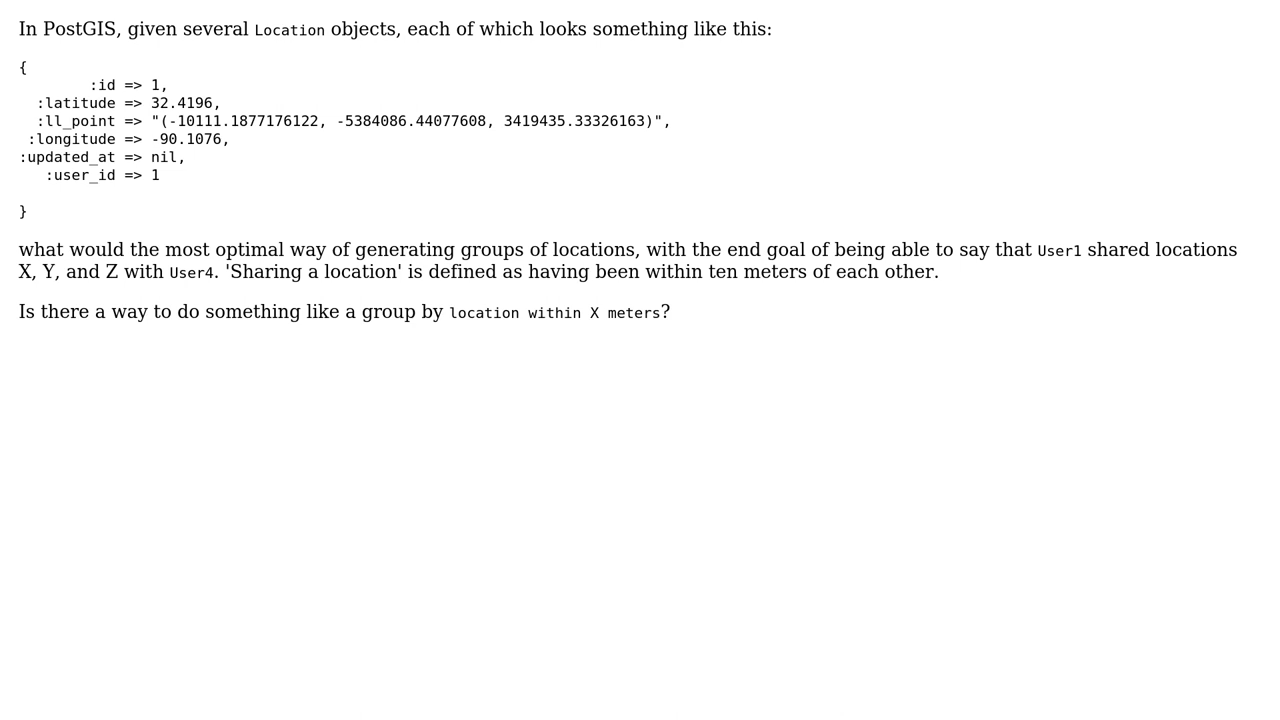 In PostGIS, given several Location objects, each of which looks something like this:
{
        :id => 1,
  :latitude => 32.4196,
  :ll_point => "(-10111.1877176122, -5384086.44077608, 3419435.33326163)",
 :longitude => -90.1076,
:updated_at => nil,
   :user_id => 1
}
what would the most optimal way of generating groups of locations, with the end goal of being able to say that User1 shared locations
X, Y, and Z with User4. 'Sharing a location' is defined as having been within ten meters of each other.
Is there a way to do something like a group by location within X meters?